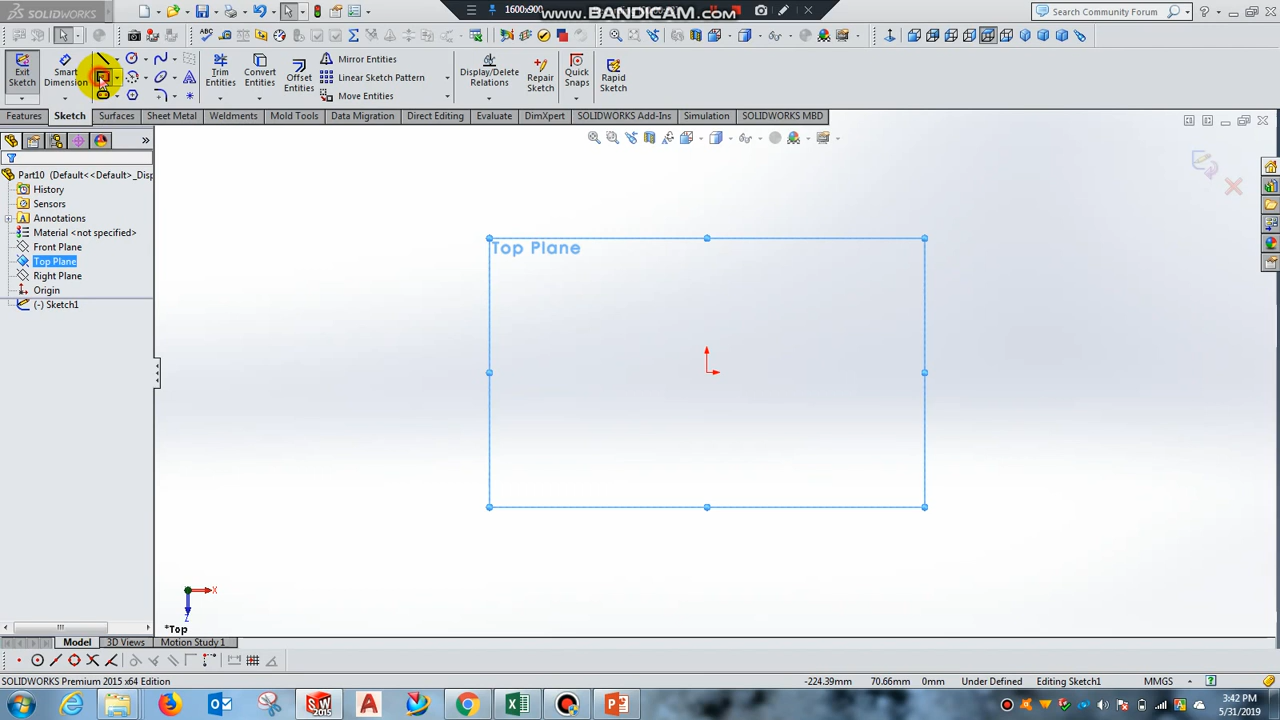 SOLIDWORKS
1600x900
www.BANDICAM.com
Search Community Forum
Exit Sketch
Smart Dimension
Trim Entities
Convert Entities
Offset Entities
Mirror Entities
Linear Sketch Pattern
Move Entities
Display/Delete Relations
Repair Sketch
Quick Snaps
Rapid Sketch
Features
Sketch
Surfaces
Sheet Metal
Weldments
Mold Tools
Data Migration
Direct Editing
Evaluate
DimXpert
SOLIDWORKS Add-Ins
Simulation
SOLIDWORKS MBD
Part10 (Default<<Default>_Disp
History
Sensors
Annotations
Material <not specified>
Front Plane
Top Plane
Right Plane
Origin
(-) Sketch1
Top Plane
X
Z
*Top
Model
3D Views
Motion Study 1
SOLIDWORKS Premium 2015 x64 Edition
-224.39mm
70.66mm
0mm
Under Defined
Editing Sketch1
MMGS
3:42 PM
5/31/2019